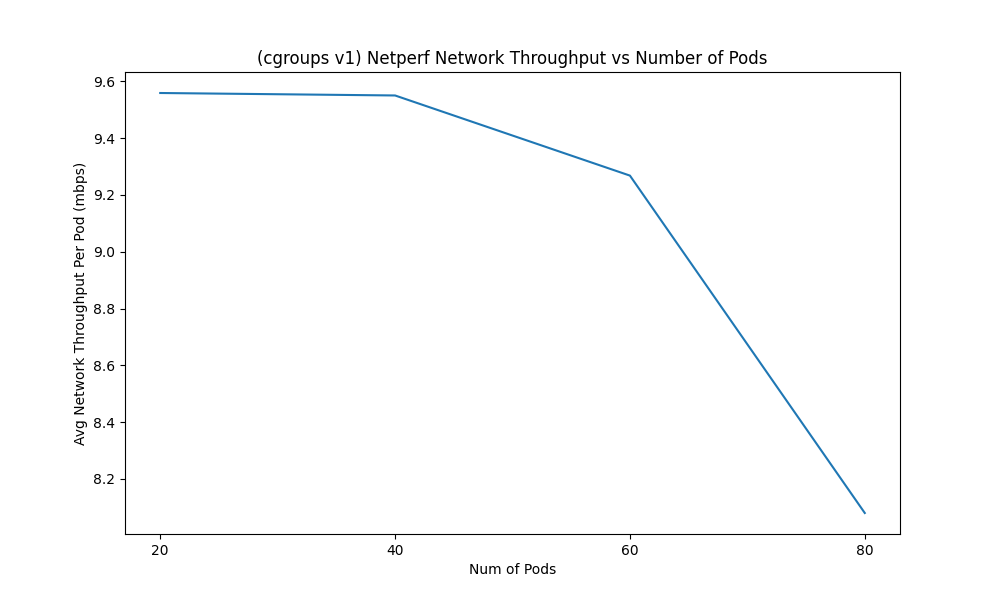 (cgroups v1) Netperf Network Throughput vs Number of Pods
Avg Network Throughput Per Pod (mbps)
9.6
9.4
9.2
9.0
8.8
8.6
8.4
8.2
20 40 60 80
Num of Pods